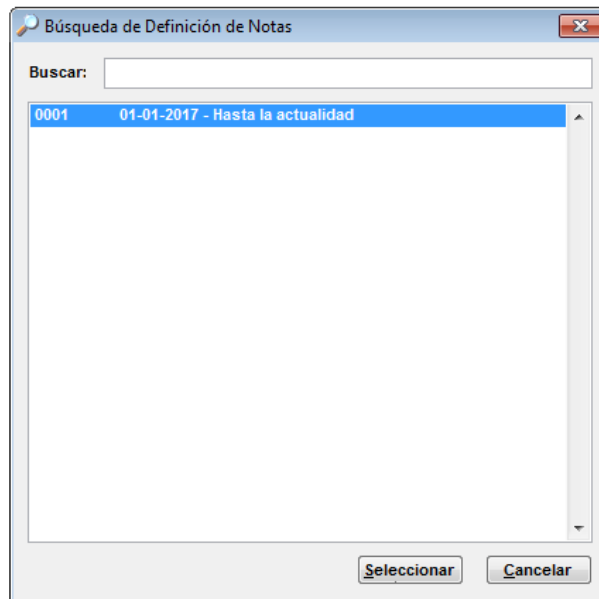 Búsqueda de Definición de Notas
Buscar:
0001 01-01-2017 - Hasta la actualidad
Seleccionar Cancelar